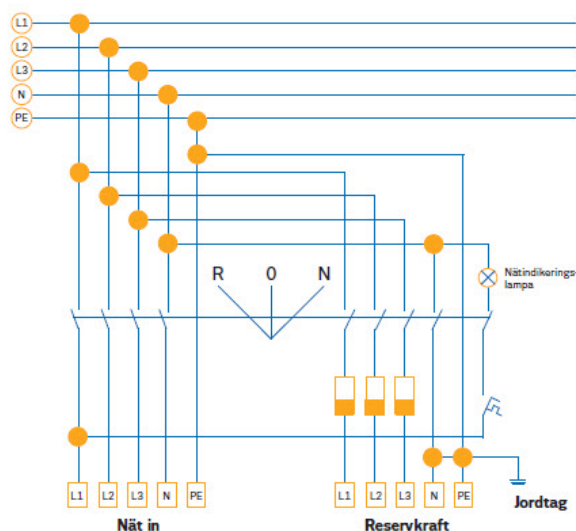 L1
L2
L3
N
PE
R 0 N
Nätindikerings-
lampa
L1 L2 L3 N PE L1 L2 L3 N PE
Jordtag
Nät in Reservkraft